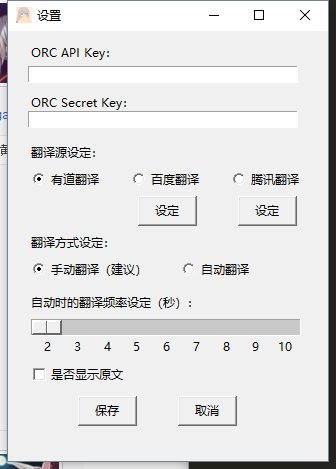 设置
ORC API Key：
ORC Secret Key：
翻译源设定：
有道翻译 百度翻译 腾讯翻译
设定 设定
翻译方式设定：
手动翻译（建议） 自动翻译
自动时的翻译频率设定（秒）：
2 3 4 5 6 7 8 9 10
是否显示原文
保存 取消